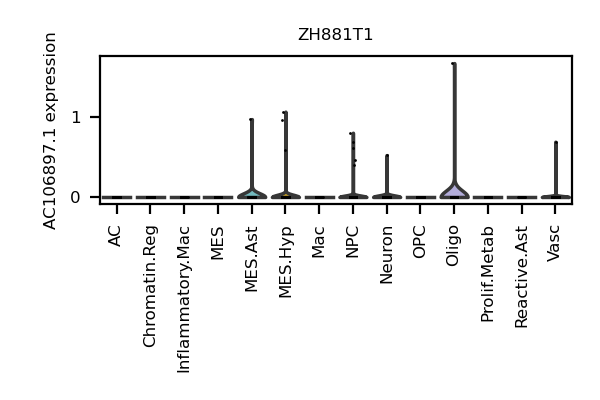 ZH881T1
AC106897.1 expression
1
0
AC
Chromatin.Reg
Inflammatory.Mac
MES
MES.Ast
MES.Hyp
Mac
NPC
Neuron
OPC
Oligo
Prolif.Metab
Reactive.Ast
Vasc